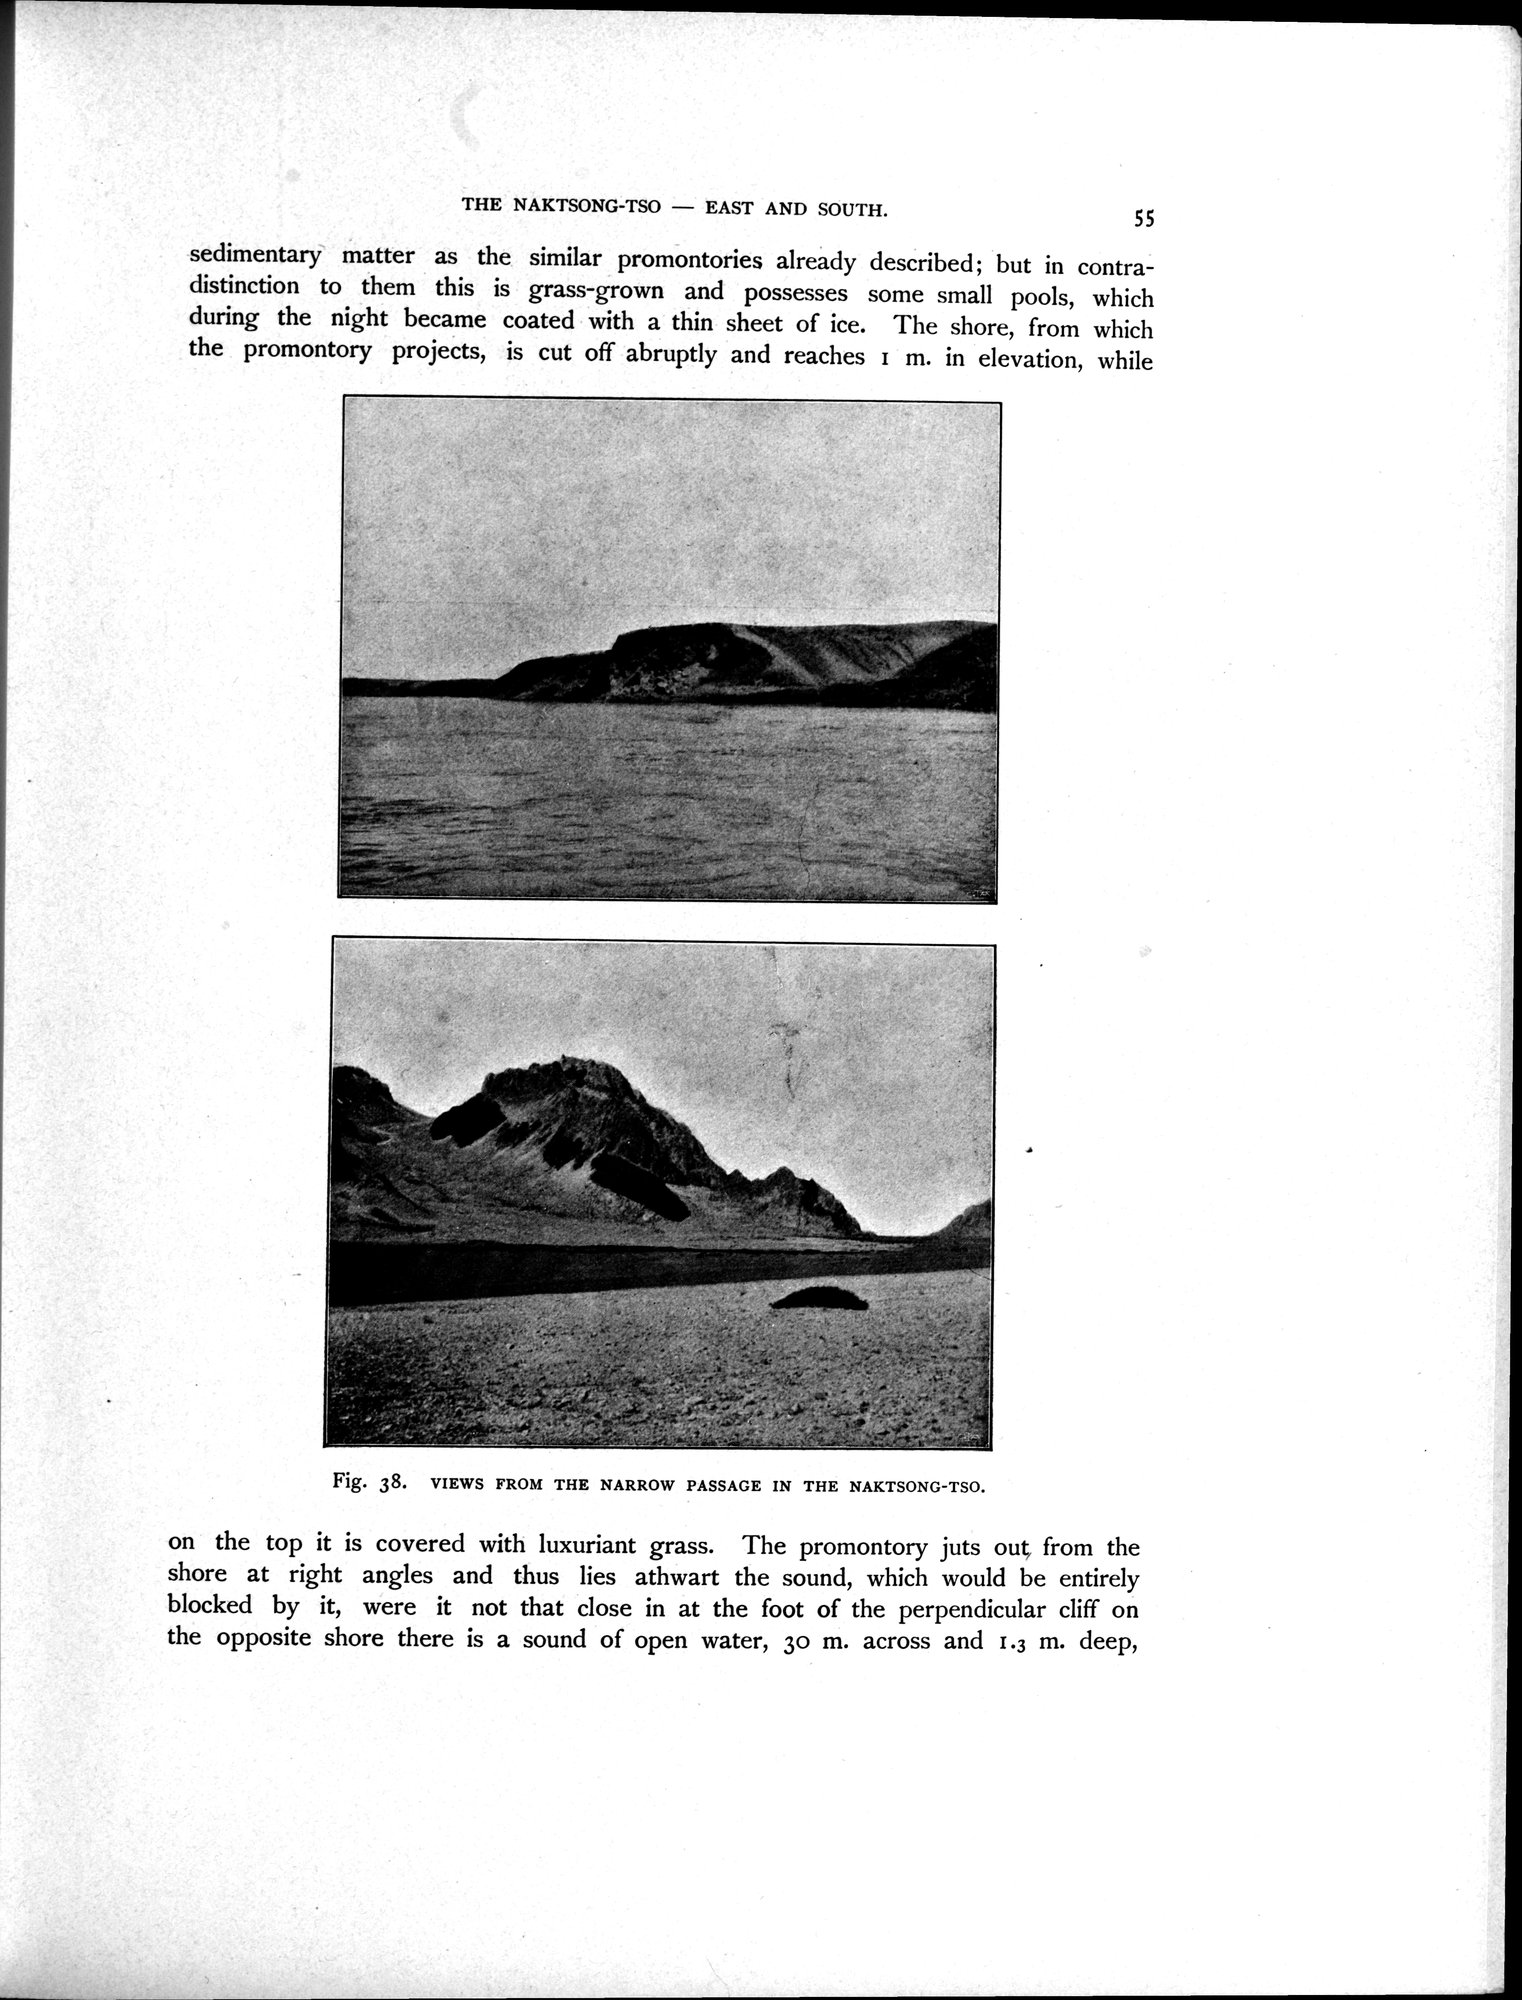 THE NAKTSONG-TSO — EAST AND SOUTH.
55
sedimentary matter as the similar promontories already described; but in contra-
distinction to them this is grass-grown and possesses some small pools, which
during the night became coated with a thin sheet of ice. The shore, from which
the promontory projects, is cut off abruptly and reaches 1 m. in elevation, while
Fig. 38. VIEWS FROM THE NARROW PASSAGE IN THE NAKTSONG-TSO.
on the top it is covered with luxuriant grass. The promontory juts out from the
shore at right angles and thus lies athwart the sound, which would be entirely
blocked by it, were it not that close in at the foot of the perpendicular cliff on
the opposite shore there is a sound of open water, 30 m. across and 1.3 m. deep,